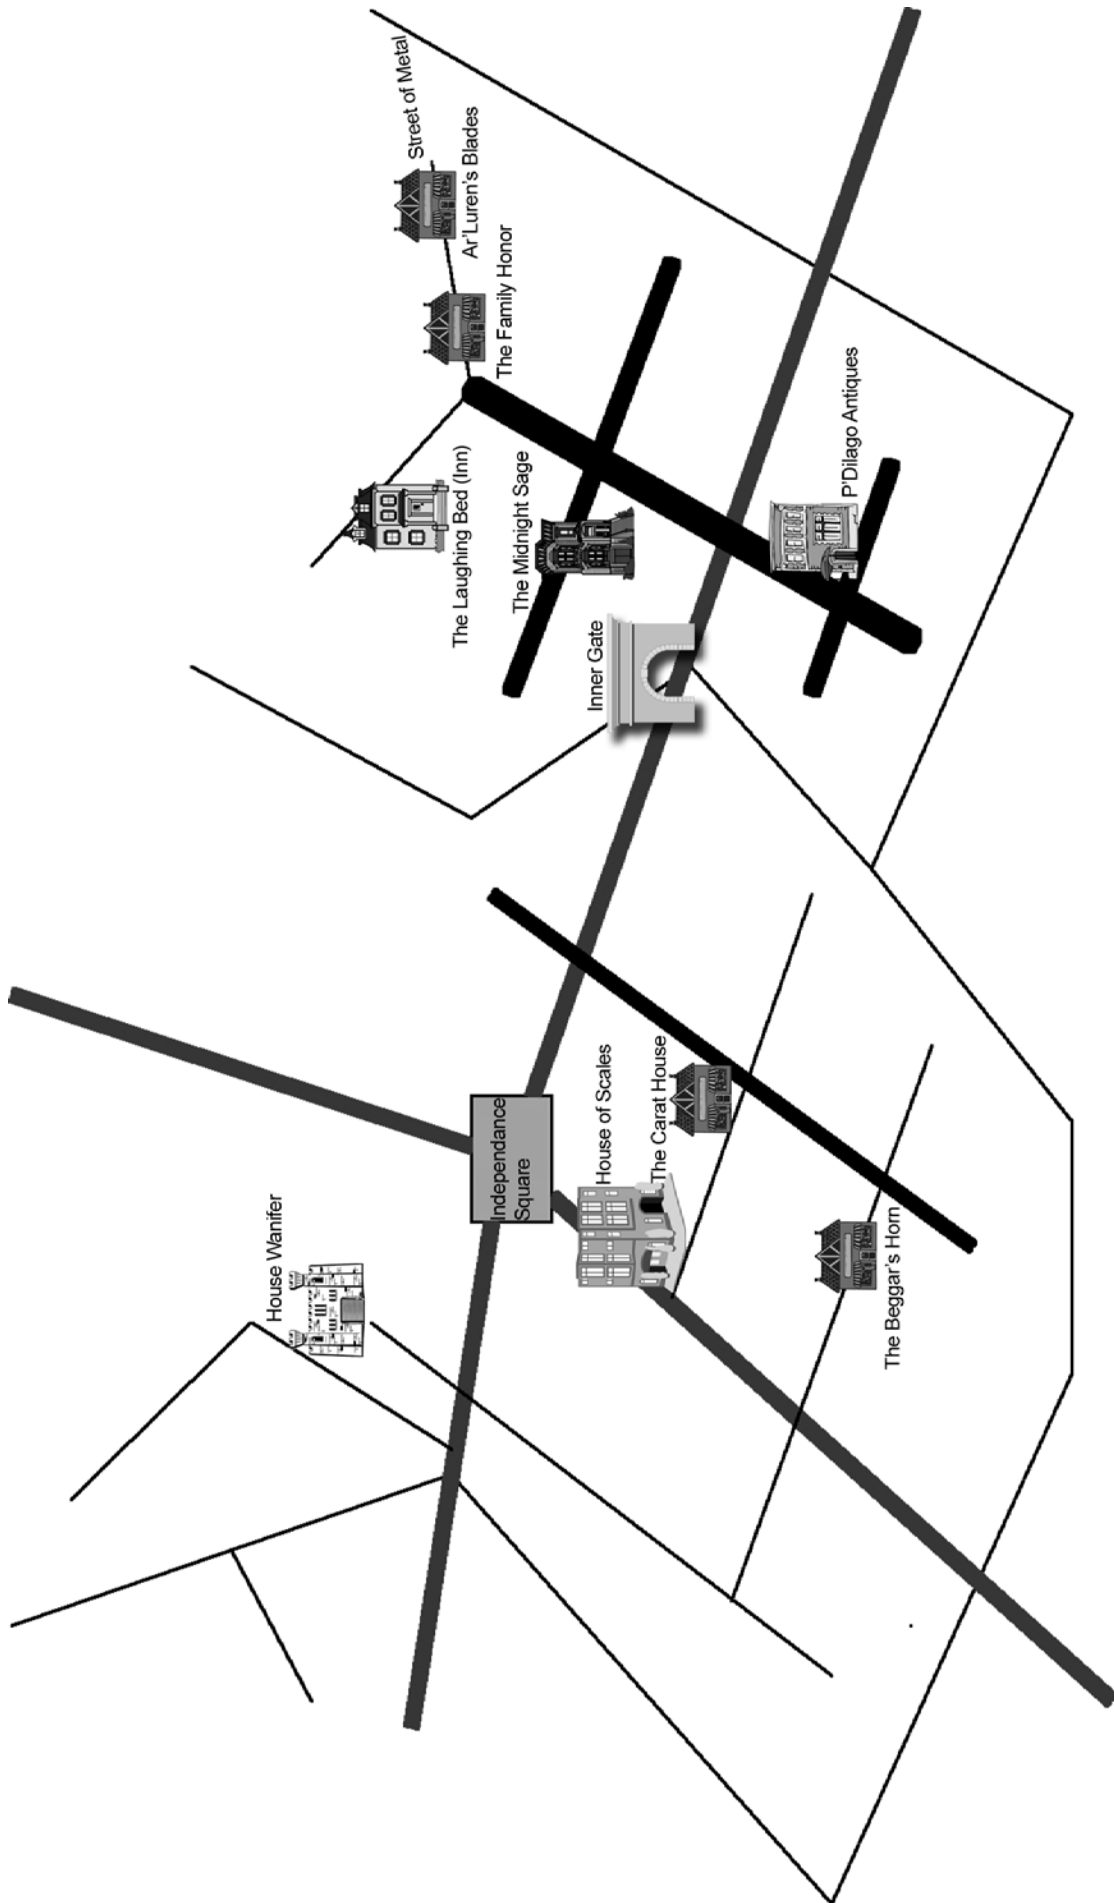 Street of Metal
Ar'Luren's Blades
The Family Honor
The Laughing Bed (Inn)
The Midnight Sage
P'Dilago Antiques
Inner Gate
Independance
Square
House of Scales
The Carat House
House Wanifer
The Beggar's Horn